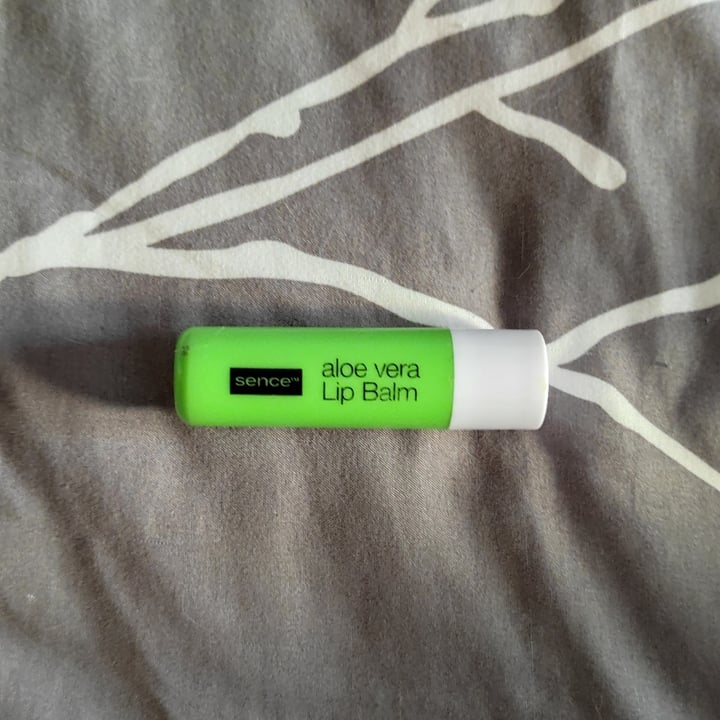 sence™
aloe vera
Lip Balm